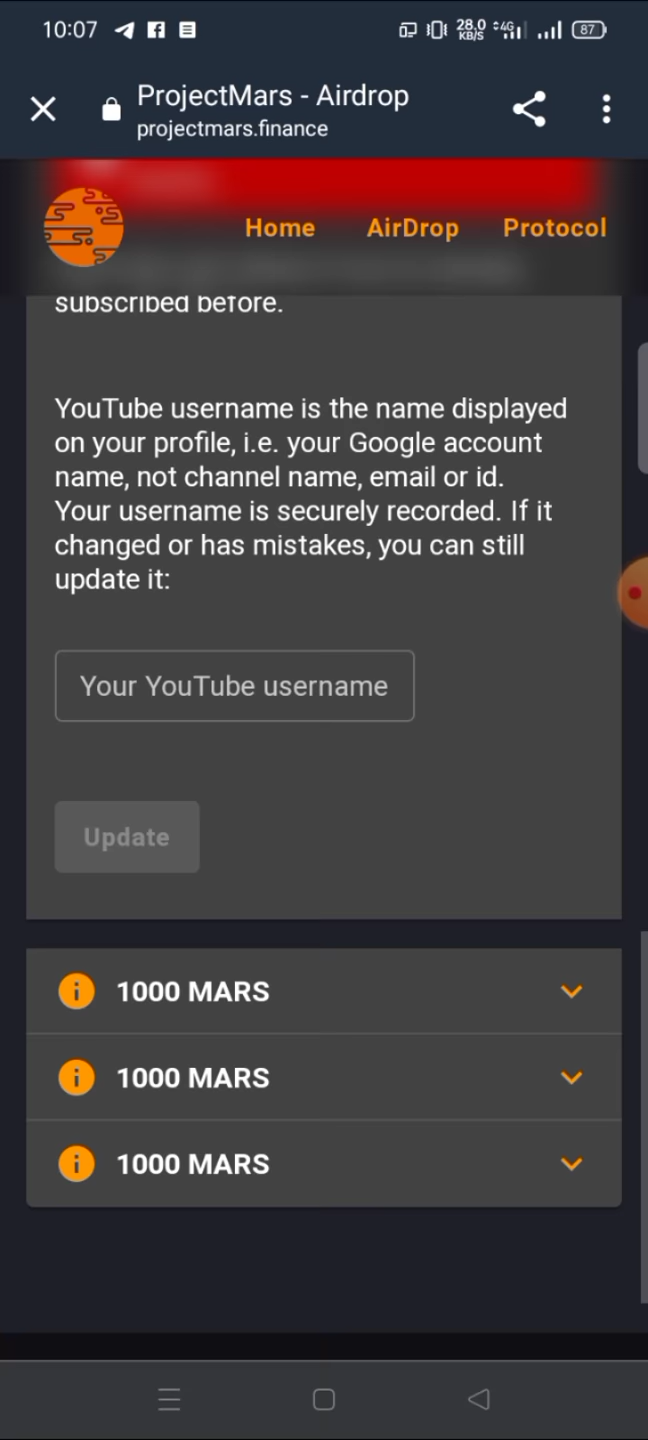 10:07 28.0 KB/S 4G 87
ProjectMars - Airdrop
projectmars.finance
Home AirDrop Protocol
subscribed before.
YouTube username is the name displayed
on your profile, i.e. your Google account
name, not channel name, email or id.
Your username is securely recorded. If it
changed or has mistakes, you can still
update it:
Your YouTube username
Update
1000 MARS
1000 MARS
1000 MARS